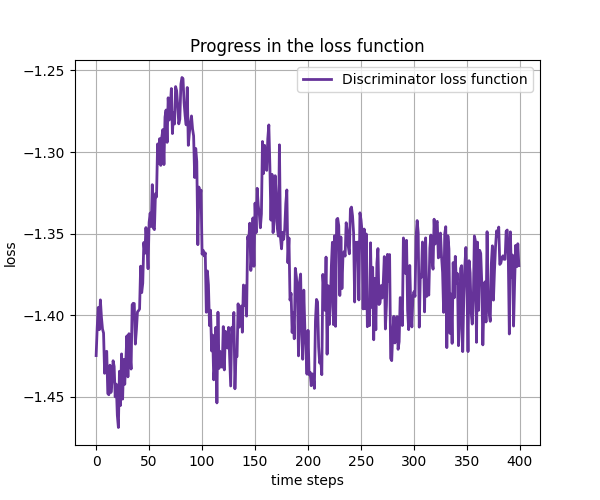 Progress in the loss function
Discriminator loss function
−1.25
−1.30
−1.35
−1.40
−1.45
loss
0 50 100 150 200 250 300 350 400
time steps